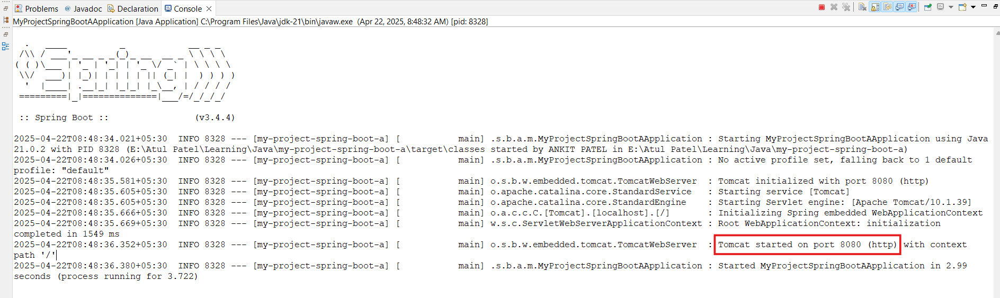 Problems @ Javadoc Declaration Console
MyProjectSpringBootAApplication [Java Application] C:\Program Files\Java\jdk-21\bin\javaw.exe  (Apr 22, 2025, 8:48:32 AM) [pid: 8328]
  .   ____          _            __ _ _
 /\\ / ___'_ __ _ _(_)_ __  __ _ \ \ \ \
( ( )\___ | '_ | '_| | '_ \/ _` | \ \ \ \
 \\/  ___)| |_)| | | | | || (_| |  ) ) ) )
  '  |____| .__|_| |_|_| |_\__, | / / / /
 =========|_|==============|___/=/_/_/_/
 :: Spring Boot ::                (v3.4.4)
2025-04-22T08:48:34.021+05:30  INFO 8328 --- [my-project-spring-boot-a] [           main] .s.b.a.m.MyProjectSpringBootAApplication : Starting MyProjectSpringBootAApplication using Java
21.0.2 with PID 8328 (E:\Atul Patel\Learning\Java\my-project-spring-boot-a\target\classes started by ANKIT PATEL in E:\Atul Patel\Learning\Java\my-project-spring-boot-a)
2025-04-22T08:48:34.026+05:30  INFO 8328 --- [my-project-spring-boot-a] [           main] .s.b.a.m.MyProjectSpringBootAApplication : No active profile set, falling back to 1 default
profile: "default"
2025-04-22T08:48:35.581+05:30  INFO 8328 --- [my-project-spring-boot-a] [           main] o.s.b.w.embedded.tomcat.TomcatWebServer  : Tomcat initialized with port 8080 (http)
2025-04-22T08:48:35.605+05:30  INFO 8328 --- [my-project-spring-boot-a] [           main] o.apache.catalina.core.StandardService   : Starting service [Tomcat]
2025-04-22T08:48:35.605+05:30  INFO 8328 --- [my-project-spring-boot-a] [           main] o.apache.catalina.core.StandardEngine    : Starting Servlet engine: [Apache Tomcat/10.1.39]
2025-04-22T08:48:35.666+05:30  INFO 8328 --- [my-project-spring-boot-a] [           main] o.a.c.c.C.[Tomcat].[localhost].[/]       : Initializing Spring embedded WebApplicationContext
2025-04-22T08:48:35.669+05:30  INFO 8328 --- [my-project-spring-boot-a] [           main] w.s.c.ServletWebServerApplicationContext : Root WebApplicationContext: initialization
completed in 1549 ms
2025-04-22T08:48:36.352+05:30  INFO 8328 --- [my-project-spring-boot-a] [           main] o.s.b.w.embedded.tomcat.TomcatWebServer  : Tomcat started on port 8080 (http) with context
path '/'
2025-04-22T08:48:36.380+05:30  INFO 8328 --- [my-project-spring-boot-a] [           main] .s.b.a.m.MyProjectSpringBootAApplication : Started MyProjectSpringBootAApplication in 2.99
seconds (process running for 3.722)